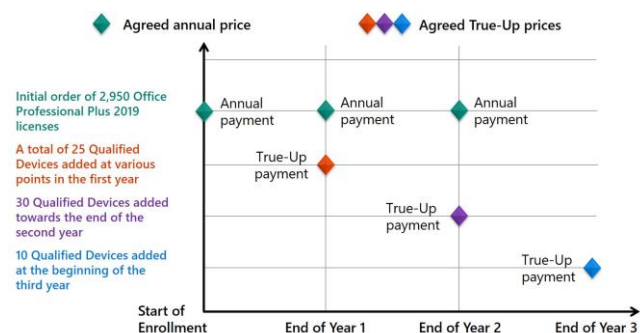 Agreed annual price
Agreed True-Up prices
Initial order of 2,950 Office
Professional Plus 2019
licenses
A total of 25 Qualified
Devices added at various
points in the first year
30 Qualified Devices added
towards the end of the
second year
10 Qualified Devices added
at the beginning of the
third year
Annual
payment
Annual
payment
Annual
payment
True-Up
payment
True-Up
payment
True-Up
payment
Start of
Enrollment
End of Year 1
End of Year 2
End of Year 3